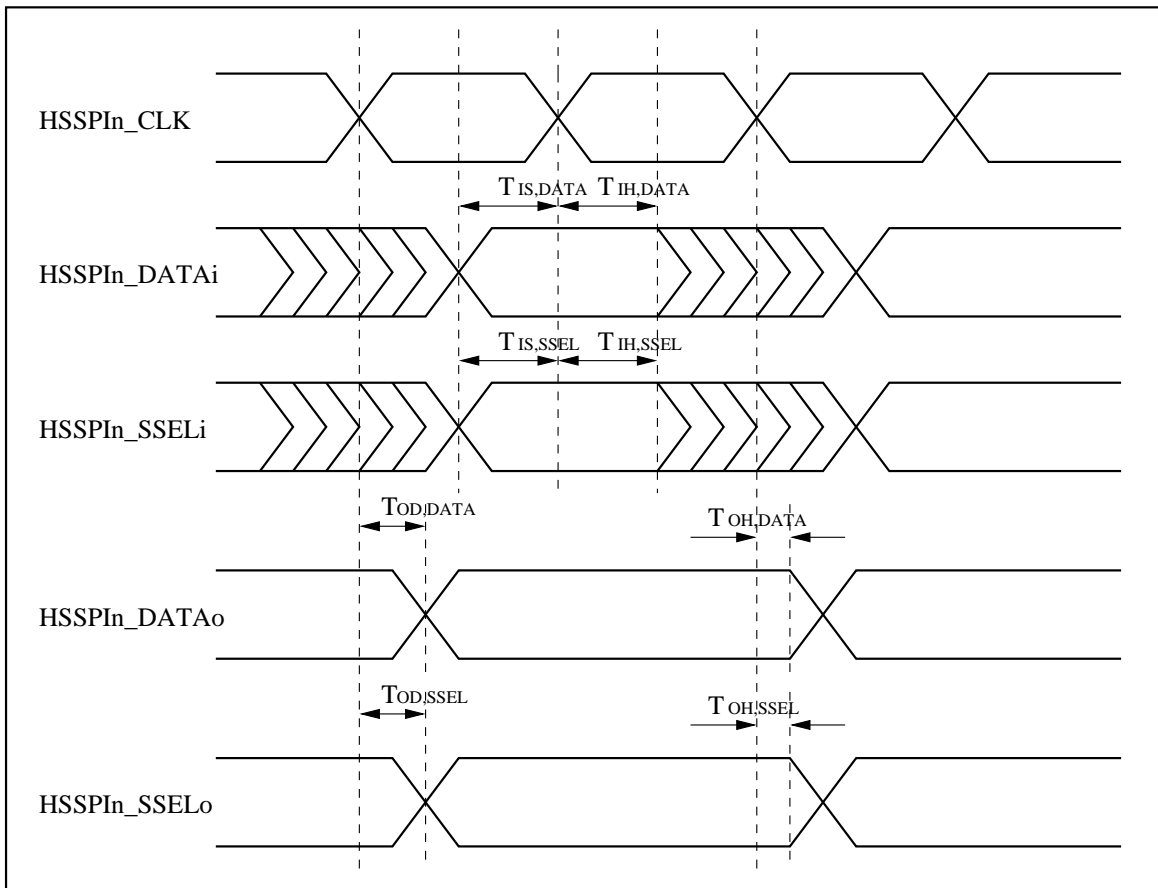 HSSPIn_CLK
TIS,DATA TIH,DATA
HSSPIn_DATAi
TIS,SSEL TIH,SSEL
HSSPIn_SSELi
TOD,DATA TOH,DATA
HSSPIn_DATAo
TOD,SSEL TOH,SSEL
HSSPIn_SSELo